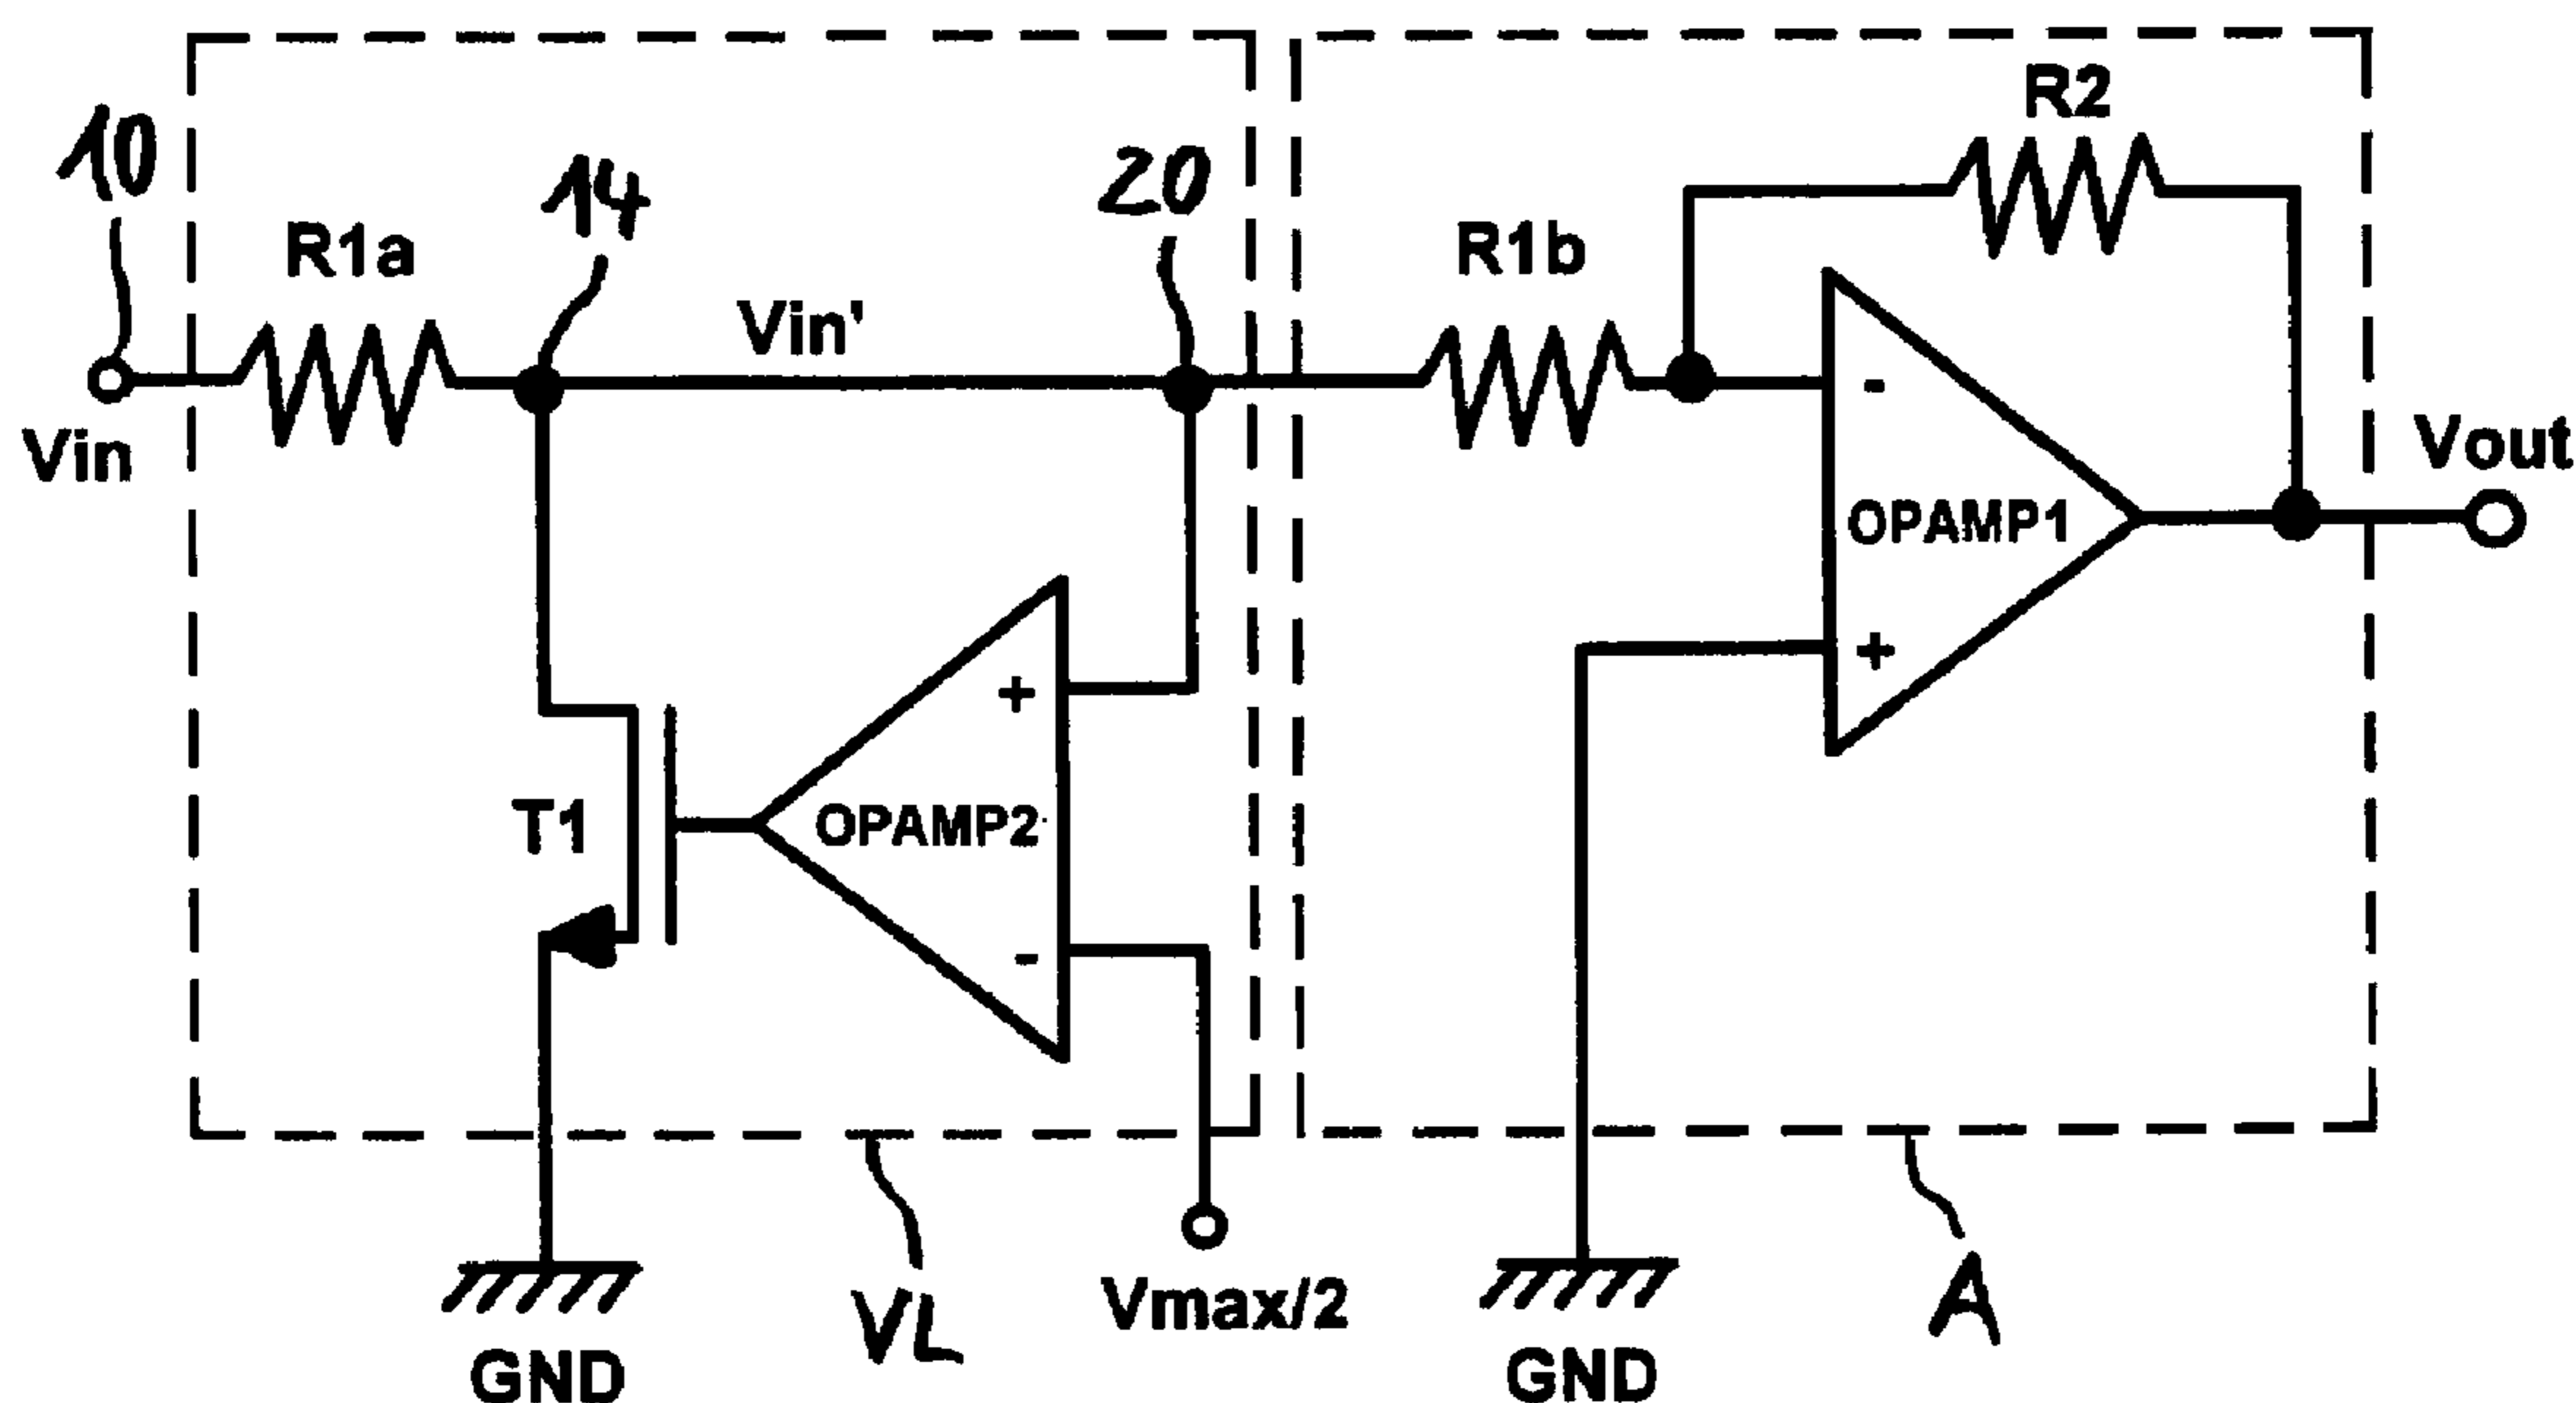 R2
10
14
20
R1a
R1b
Vin'
Vin
-
Vout
OPAMP1
+
+
T1
OPAMP2
-
Vmax/2
VL
A
GND
GND